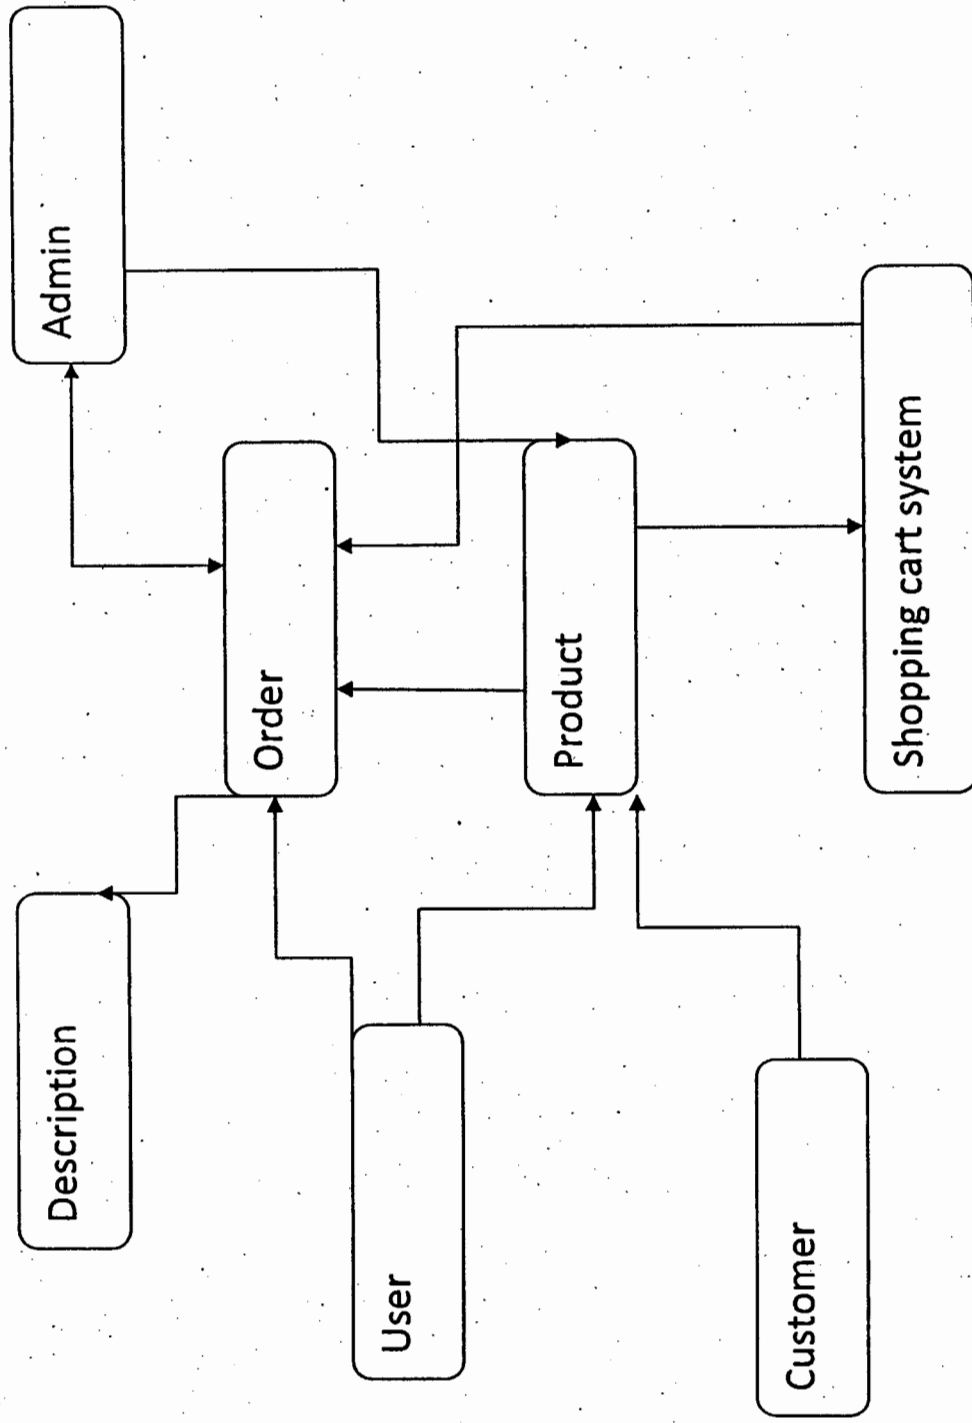 Description
Admin
Order
User
Product
Customer
Shopping cart system